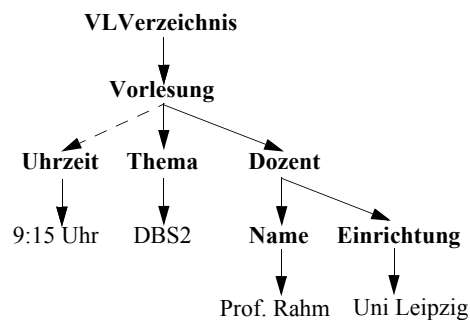 VLVerzeichnis
Vorlesung
Uhrzeit Thema Dozent
9:15 Uhr DBS2 Name Einrichtung
Prof. Rahm Uni Leipzig